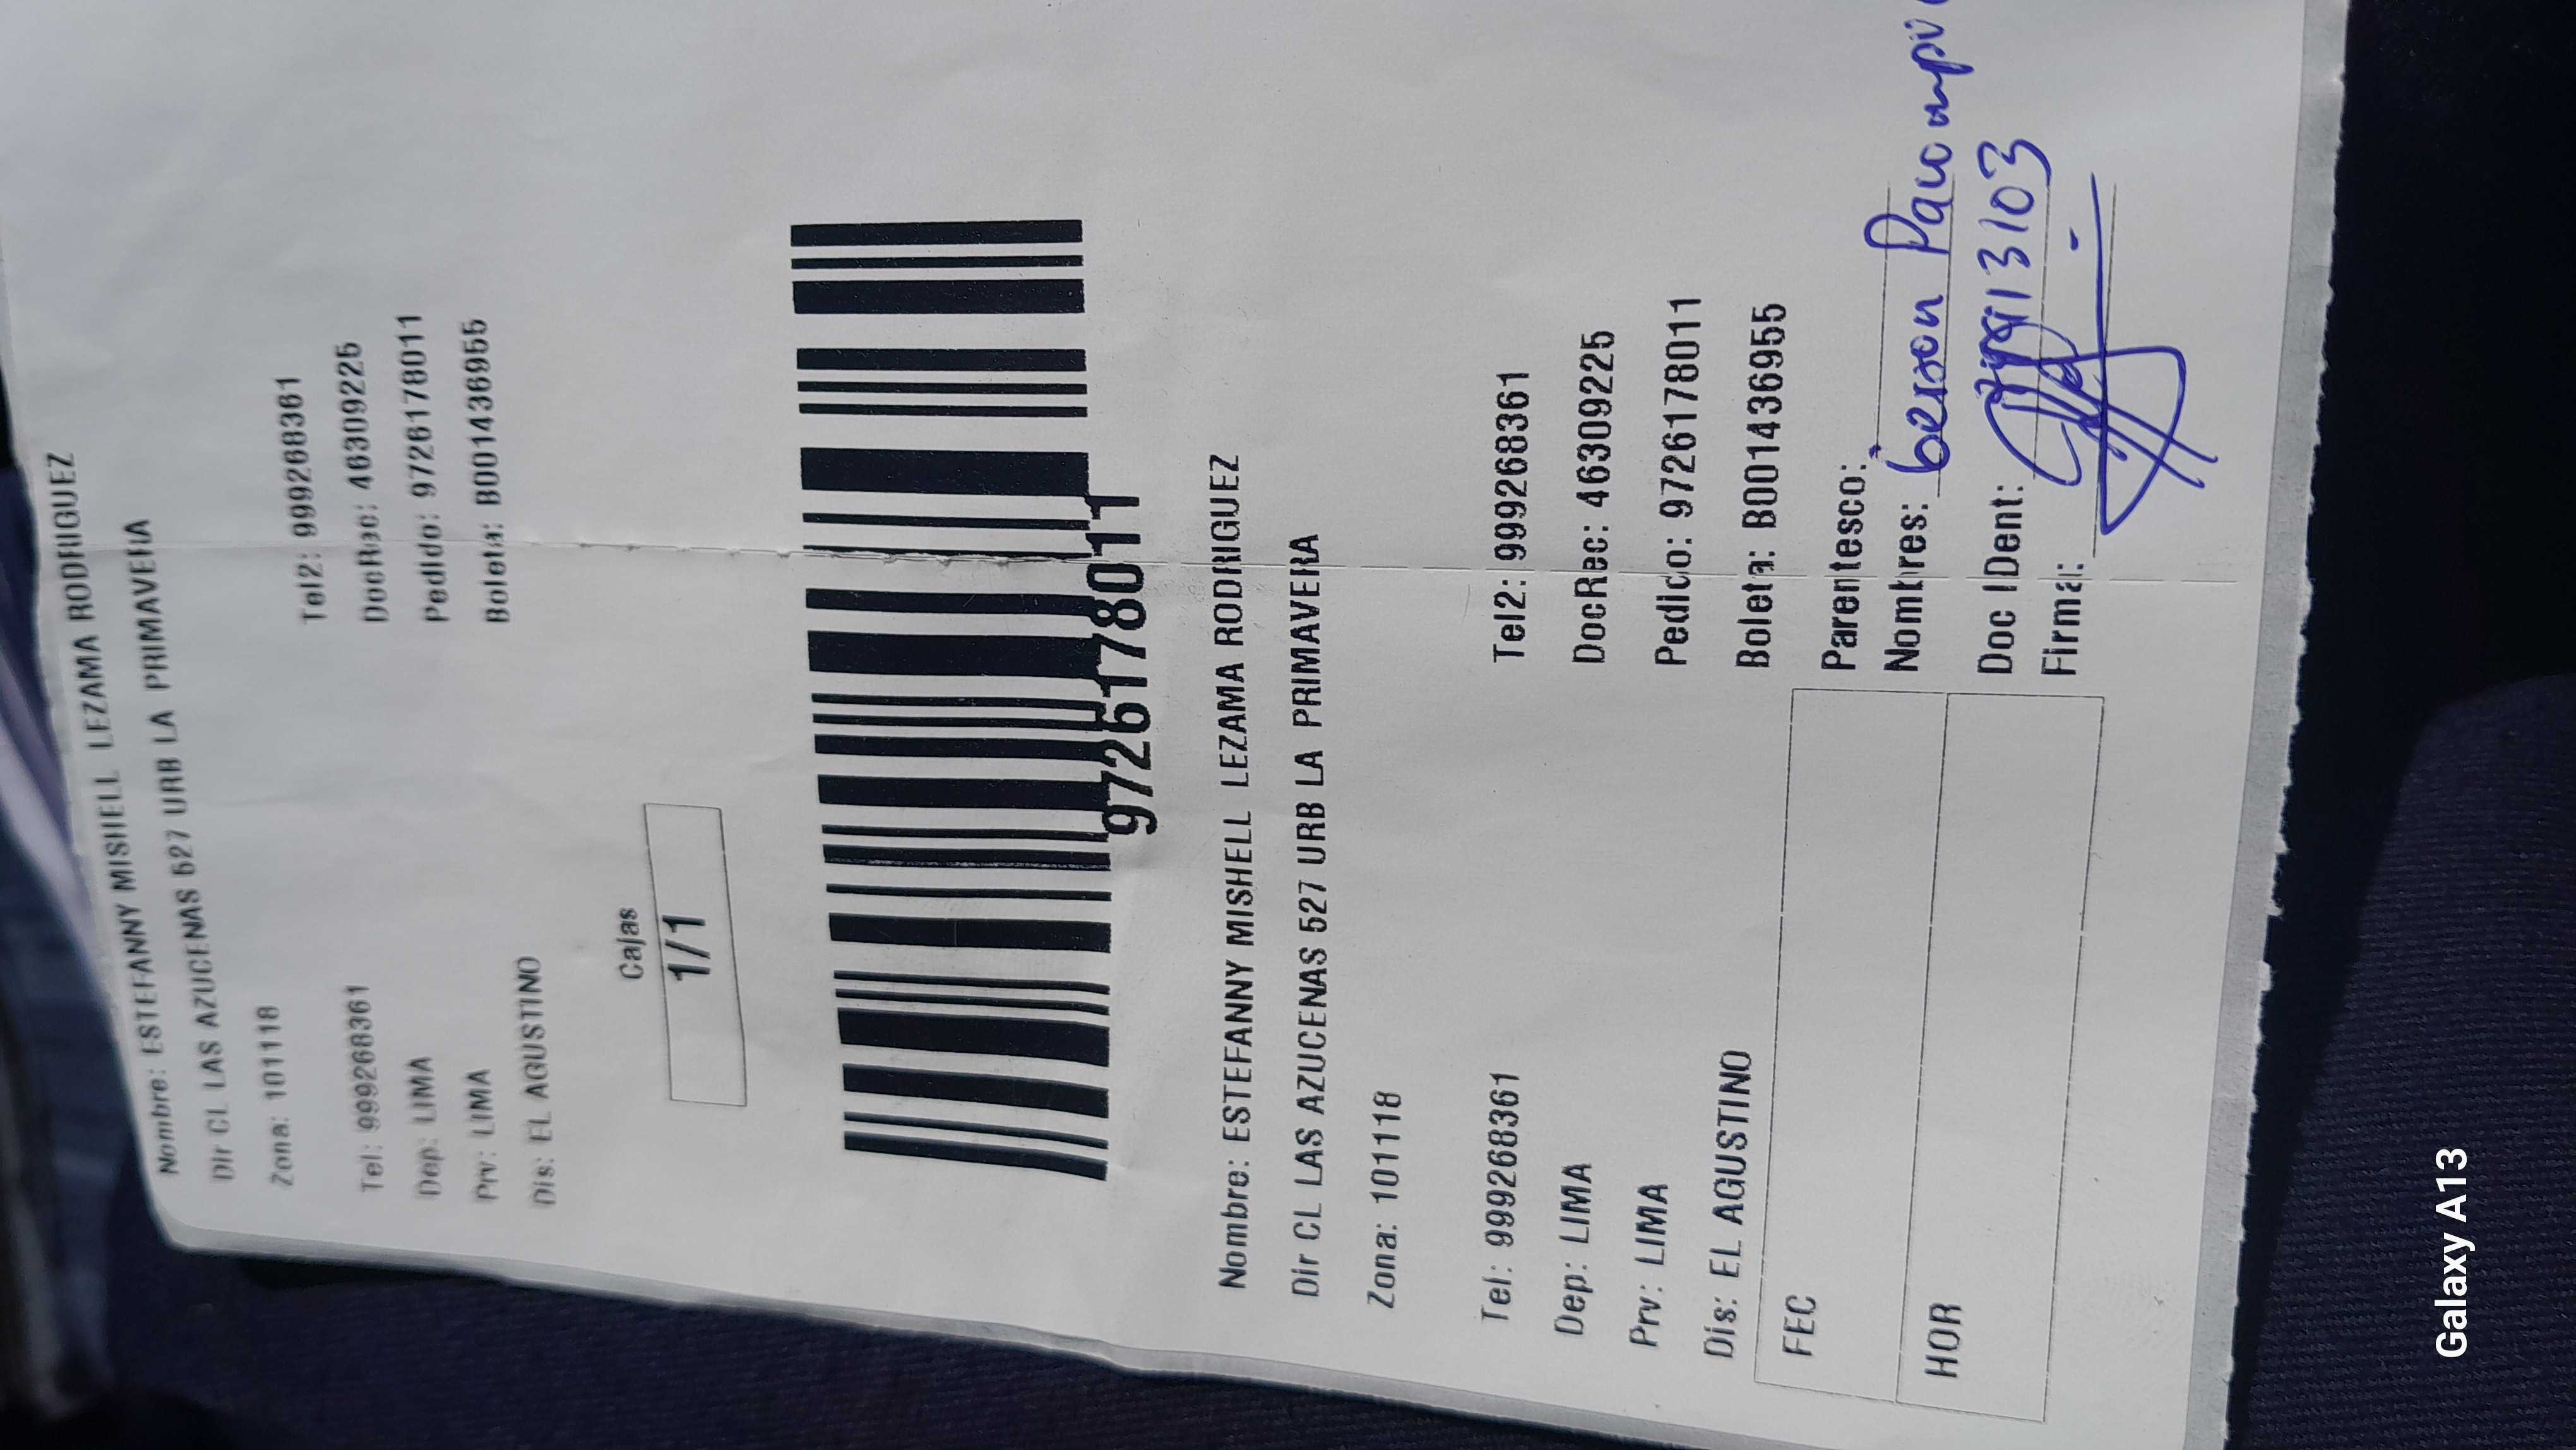 Nombre: ESTEFANNY MISHELL LEZAMA RODRIGUEZ
Dir CL LAS AZUCENAS 527 URB LA PRIMAVERA
Zona: 101118
Tel: 999268361 Tel2: 999268361
Dep: LIMA DocRec: 46309225
Prv: LIMA Pedido: 972617801​1
Dis: EL AGUSTINO Boleta: B001436955
Cajas
1/1
97261178011
Nombre: ESTEFANNY MISHELL LEZAMA RODRIGUEZ
Dir CL LAS AZUCENAS 527 URB LA PRIMAVERA
Zona: 101118
Tel: 999268361 Tel2: 999268361
Dep: LIMA DocRec: 46309225
Prv: LIMA Pedido: 9726178011
Dis: EL AGUSTINO Boleta: B001436955
FEC Parentesco:
Nombres:
HOR Doc IDent:
Firma:
Galaxy A13